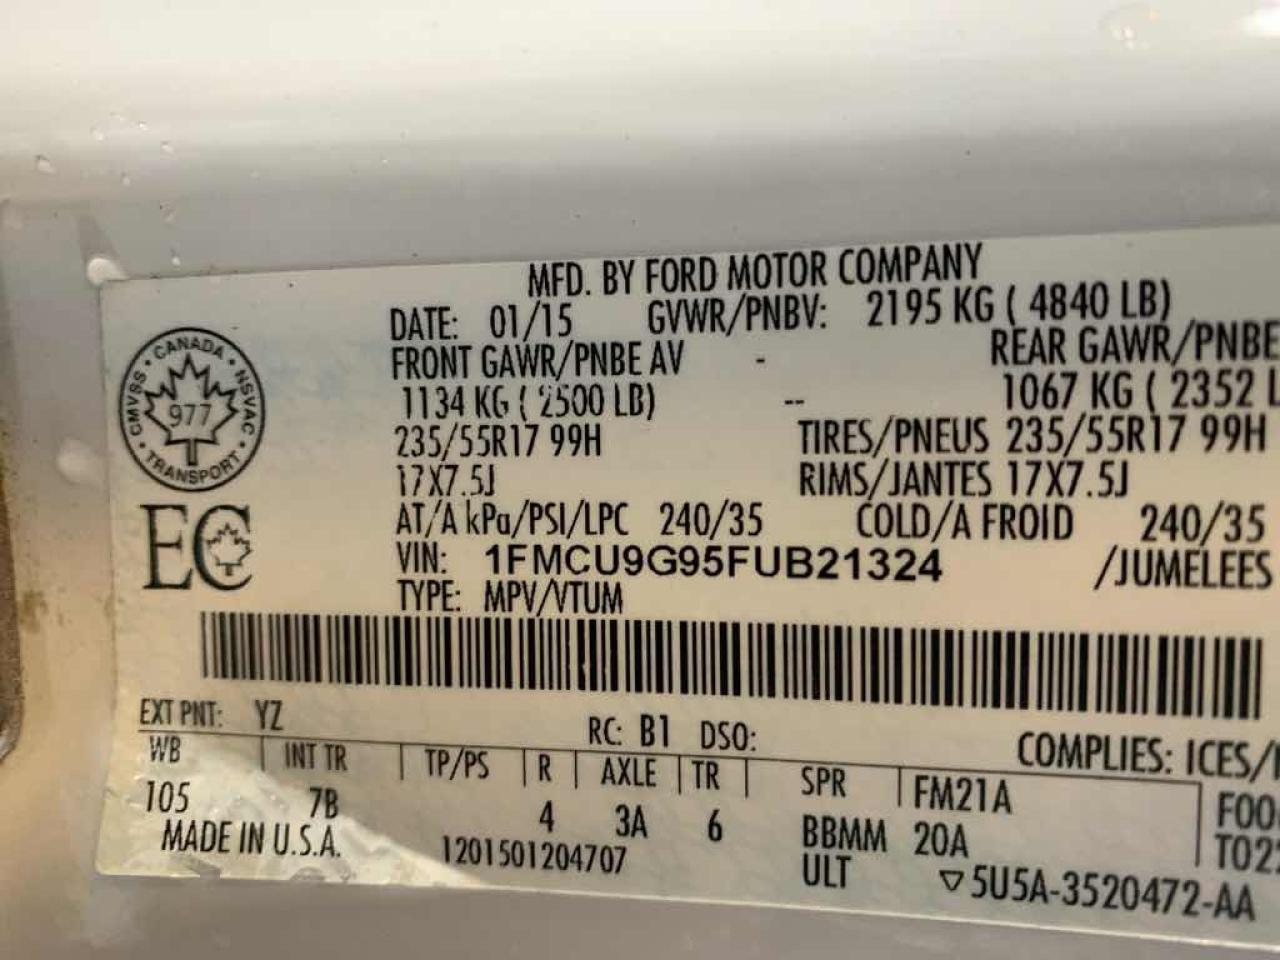 MFD. BY FORD MOTOR COMPANY
DATE: 01/15 GVWR/PNBV: 2195 KG ( 4840 LB)
FRONT GAWR/PNBE AV - REAR GAWR/PNBE
1134 KG ( 2500 LB) -- 1067 KG ( 2352 L
235/55R17 99H TIRES/PNEUS 235/55R17 99H
17X7.5J RIMS/JANTES 17X7.5J
AT/A kPa/PSI/LPC 240/35 COLD/A FROID 240/35
VIN: 1FMCU9G95FUB21324 /JUMELEES
TYPE: MPV/VTUM
CANADA
CMVSS NSVAC
977
TRANSPORT
EC
EXT PNT: YZ RC: B1 DSO:
COMPLIES: ICES/
WB INT TR TP/PS R AXLE TR SPR FM21A
105 7B 4 3A 6 BBMM 20A
MADE IN U.S.A. 1201501204707 ULT ▽5U5A-3520472-AA
F00
T02